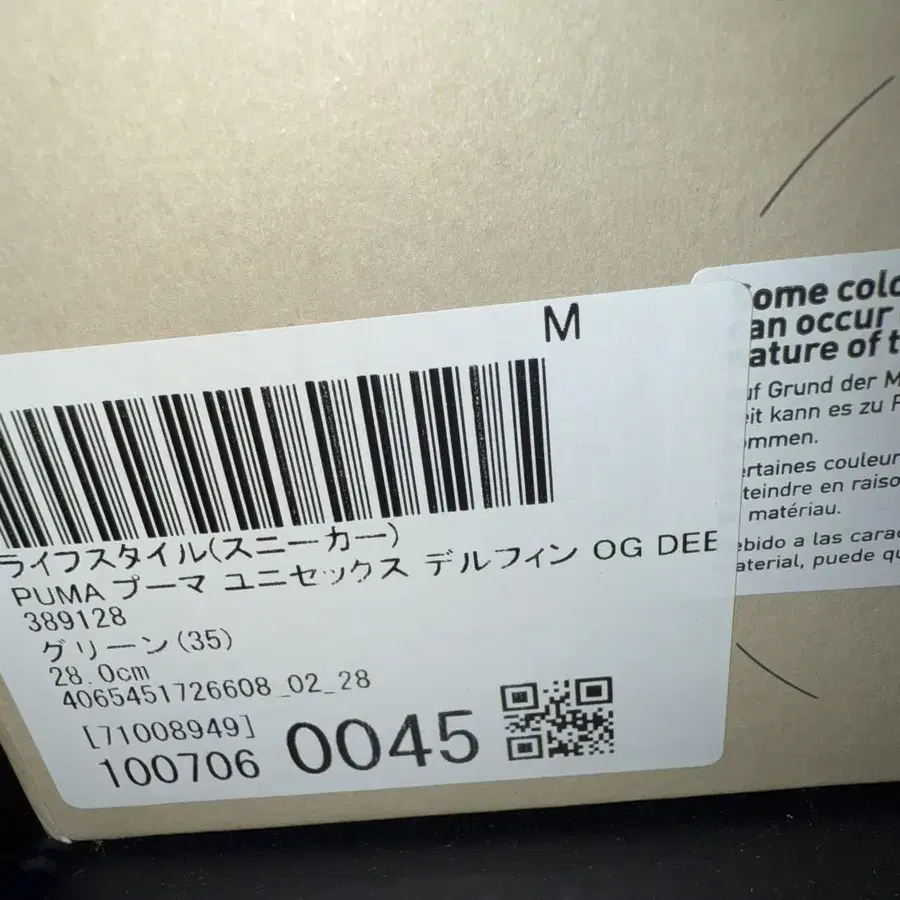 M
ライフスタイル(スニーカー)
PUMA プーマ ユニセックス デルフィン OG DEE
389128
グリーン(35)
28.0cm
4065451726608_02_28
[71008949]
100706 0045
ome colo
an occur
ature of t
uf Grund der M
eit kann es zu F
mmen.
ertaines couleur
teindre en raiso
matériau.
ebido a las cara
aterial, puede qu